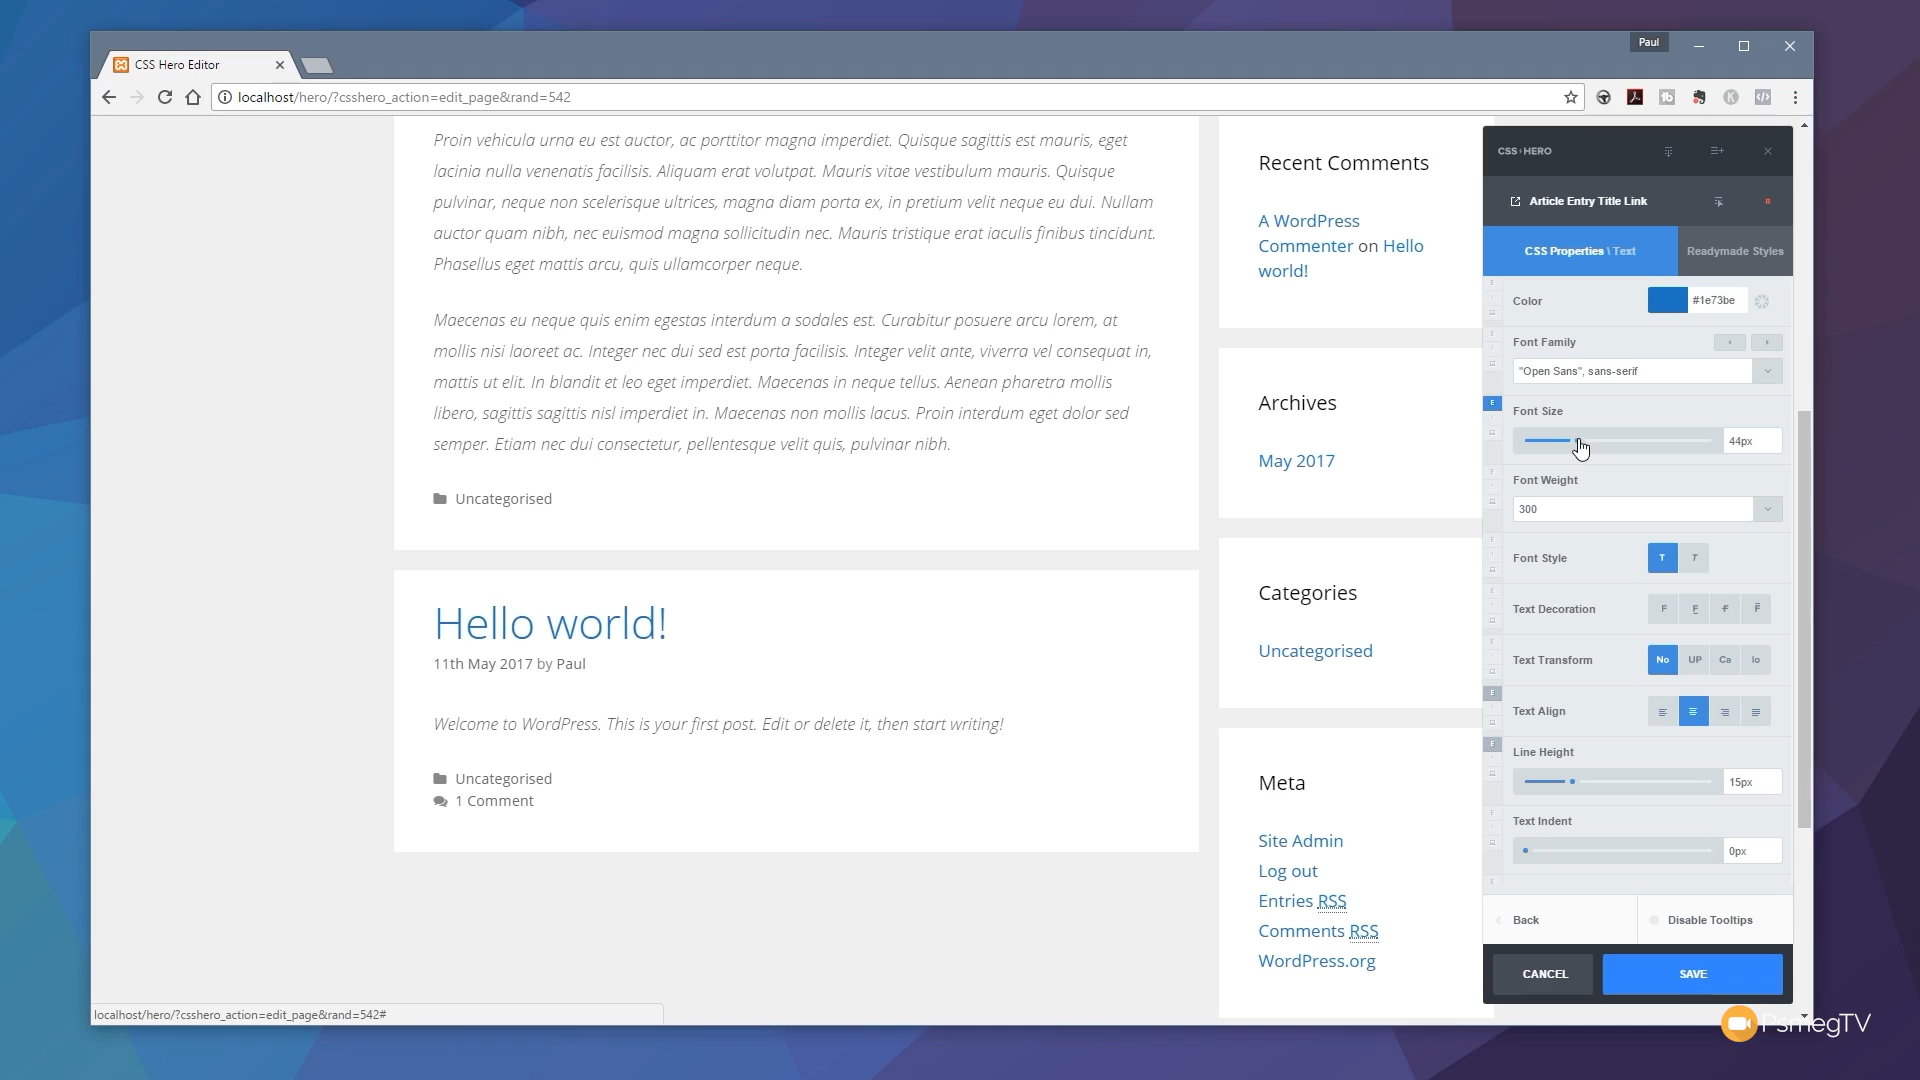 Paul
CSS Hero Editor
localhost/hero/?csshero_action=edit_page&rand=542
Proin vehicula urna eu est auctor, ac porttitor magna imperdiet. Quisque sagittis est mauris, eget
lacinia nulla venenatis facilisis. Aliquam erat volutpat. Mauris vitae vestibulum mauris. Quisque
pulvinar, neque non scelerisque ultrices, magna diam porta ex, in pretium velit neque eu dui. Nullam
auctor quam nibh, nec euismod magna sollicitudin nec. Mauris tristique erat iaculis finibus tincidunt.
Phasellus eget mattis arcu, quis ullamcorper neque.
Maecenas eu neque quis enim egestas interdum a sodales est. Curabitur posuere arcu lorem, at
mollis nisi laoreet ac. Integer nec dui sed est porta facilisis. Integer velit ante, viverra vel consequat in,
mattis ut elit. In blandit et leo eget imperdiet. Maecenas in neque tellus. Aenean pharetra mollis
libero, sagittis sagittis nisl imperdiet in. Maecenas non mollis lacus. Proin interdum eget dolor sed
semper. Etiam nec dui consectetur, pellentesque velit quis, pulvinar nibh.
Uncategorised
Hello world!
11th May 2017 by Paul
Welcome to WordPress. This is your first post. Edit or delete it, then start writing!
Uncategorised
1 Comment
Recent Comments
A WordPress
Commenter on Hello
world!
Archives
May 2017
Categories
Uncategorised
Meta
Site Admin
Log out
Entries RSS
Comments RSS
WordPress.org
CSS HERO
Article Entry Title Link
CSS Properties \ Text
Readymade Styles
Color
#1e73be
Font Family
"Open Sans", sans-serif
Font Size
44px
Font Weight
300
Font Style
T T
Text Decoration
F F F F
Text Transform
No UP Ca lo
Text Align
Line Height
15px
Text Indent
0px
Back
Disable Tooltips
CANCEL
SAVE
localhost/hero/?csshero_action=edit_page&rand=542#
PsmegTV